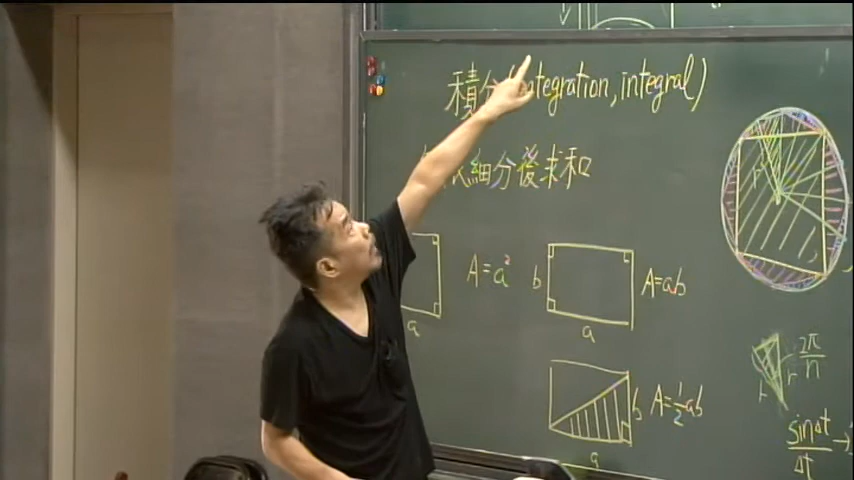 積分(integration, integral)
細分後求和
A=a²
a
b
A=ab
a
b
A=½ab
a
r
r
r
2π/n
sinΔt/Δt →